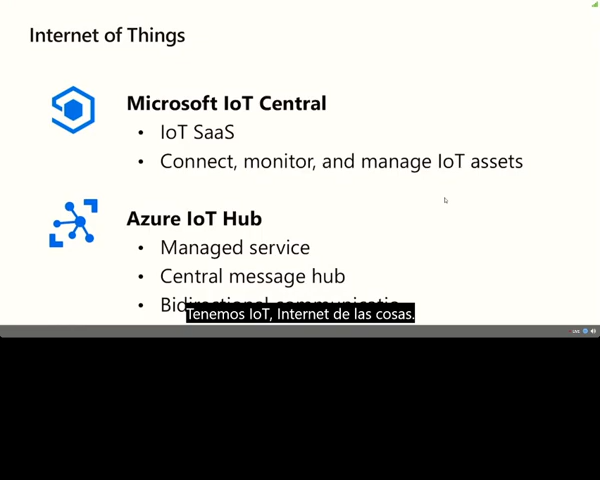 Internet of Things
Microsoft IoT Central
• IoT SaaS
• Connect, monitor, and manage IoT assets
Azure IoT Hub
• Managed service
• Central message hub
• Bidirectional
Tenemos IoT, Internet de las cosas.